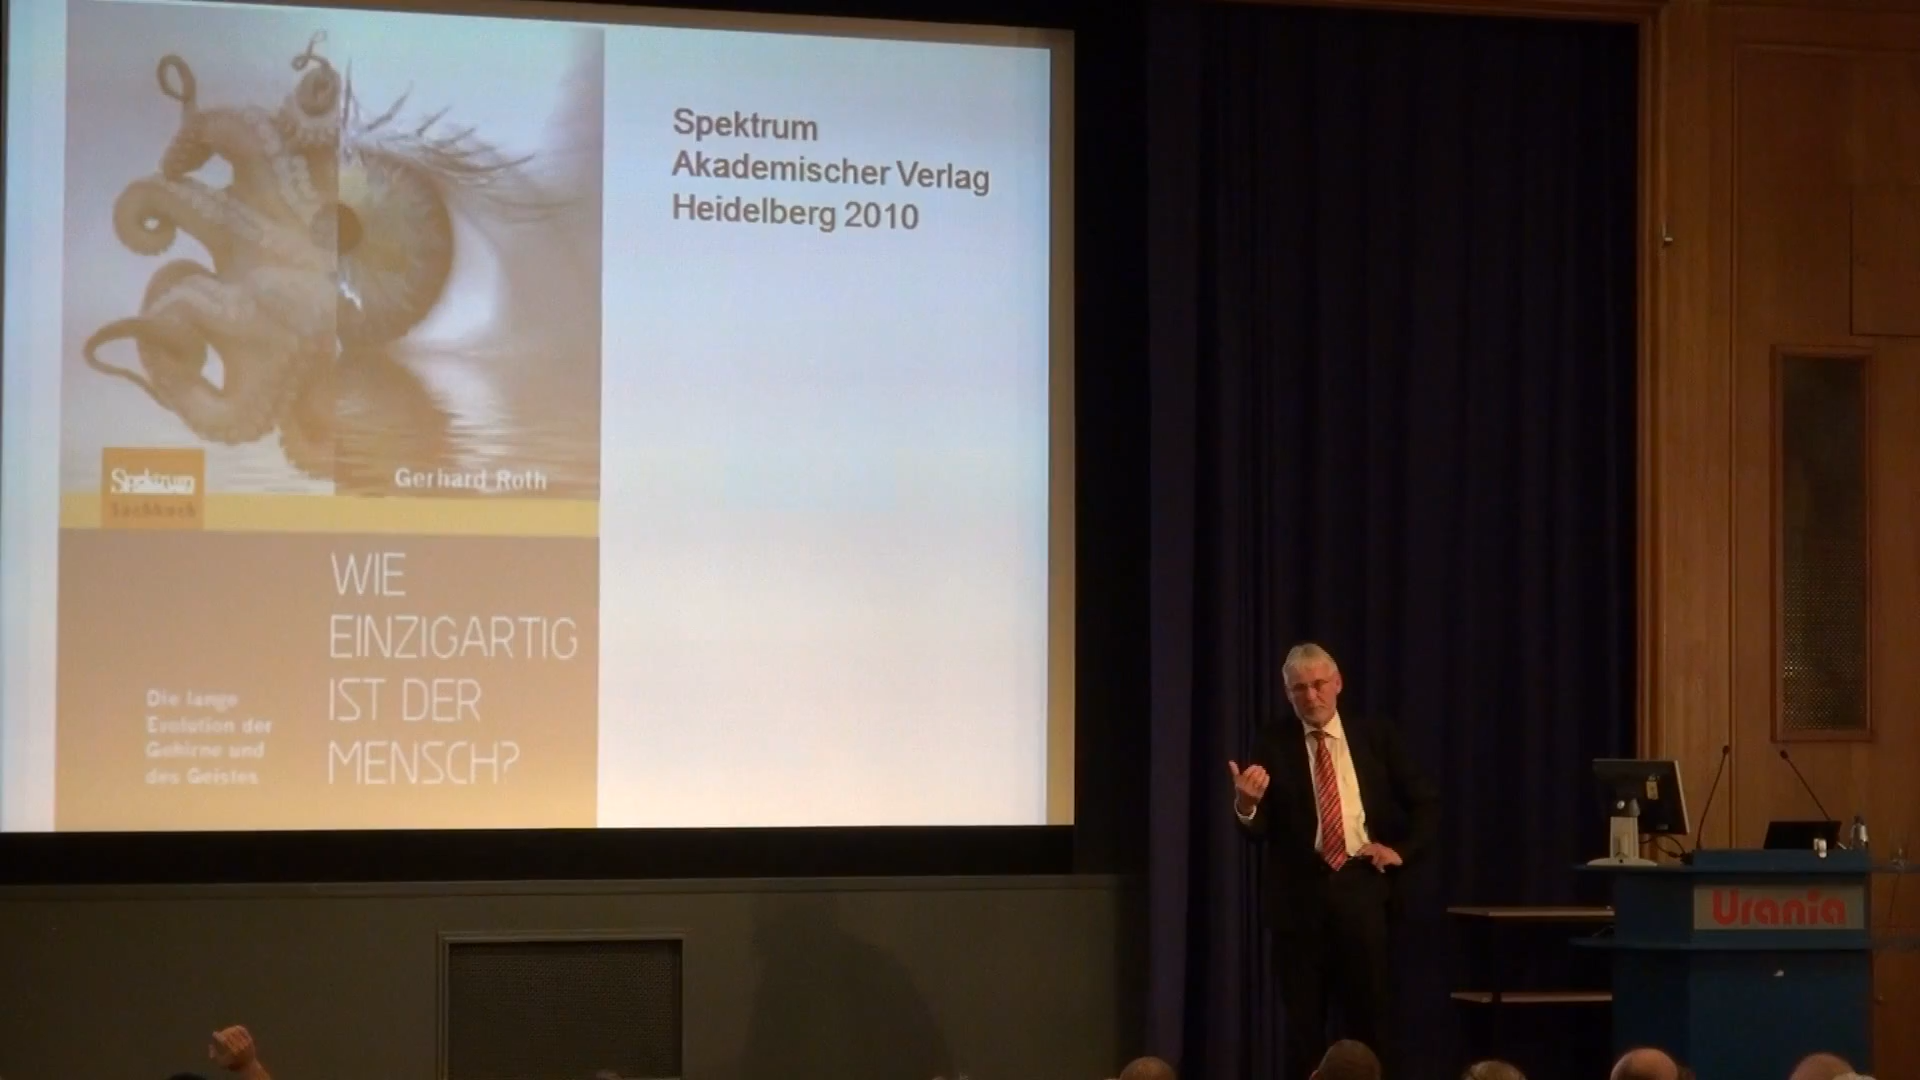 Spektrum
Akademischer Verlag
Heidelberg 2010
Spektrum
Sachbuch
Gerhard Roth
WIE
EINZIGARTIG
IST DER
MENSCH?
Die lange
Evolution der
Gehirne und
des Geistes
Urania